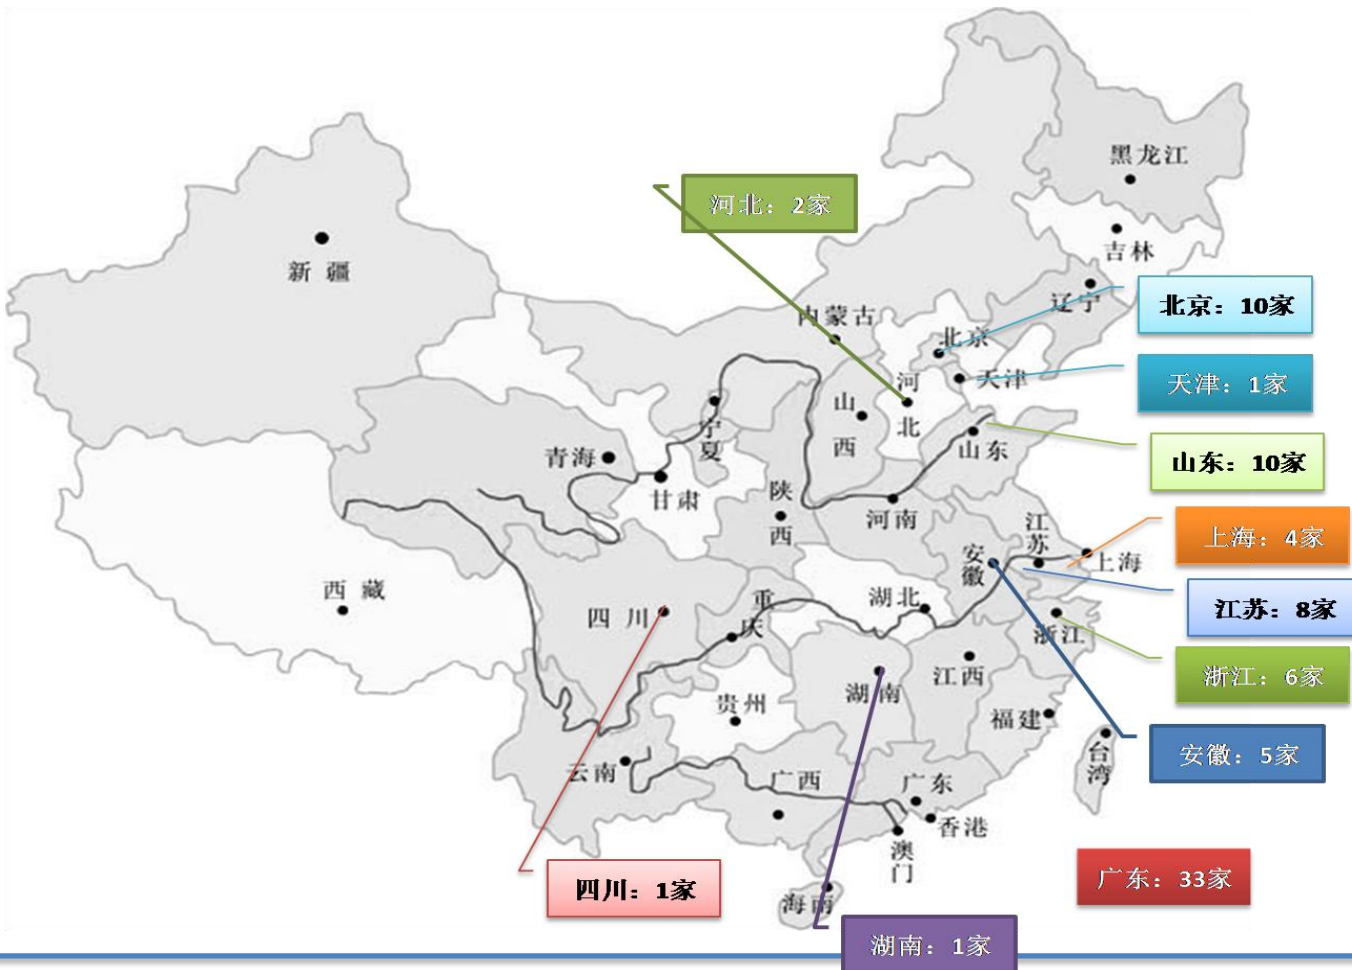 黑龙江
河北：2家
吉林
新疆
辽宁
北京：10家
内蒙古
北京
天津
天津：1家
河北
山西
宁夏
山东
山东：10家
青海
甘肃
陕西
河南
江苏
上海：4家
安徽
上海
西藏
四川
重庆
湖北
江苏：8家
浙江
浙江：6家
江西
湖南
贵州
福建
安徽：5家
台湾
云南
广西
广东
香港
澳门
广东：33家
四川：1家
海南
湖南：1家